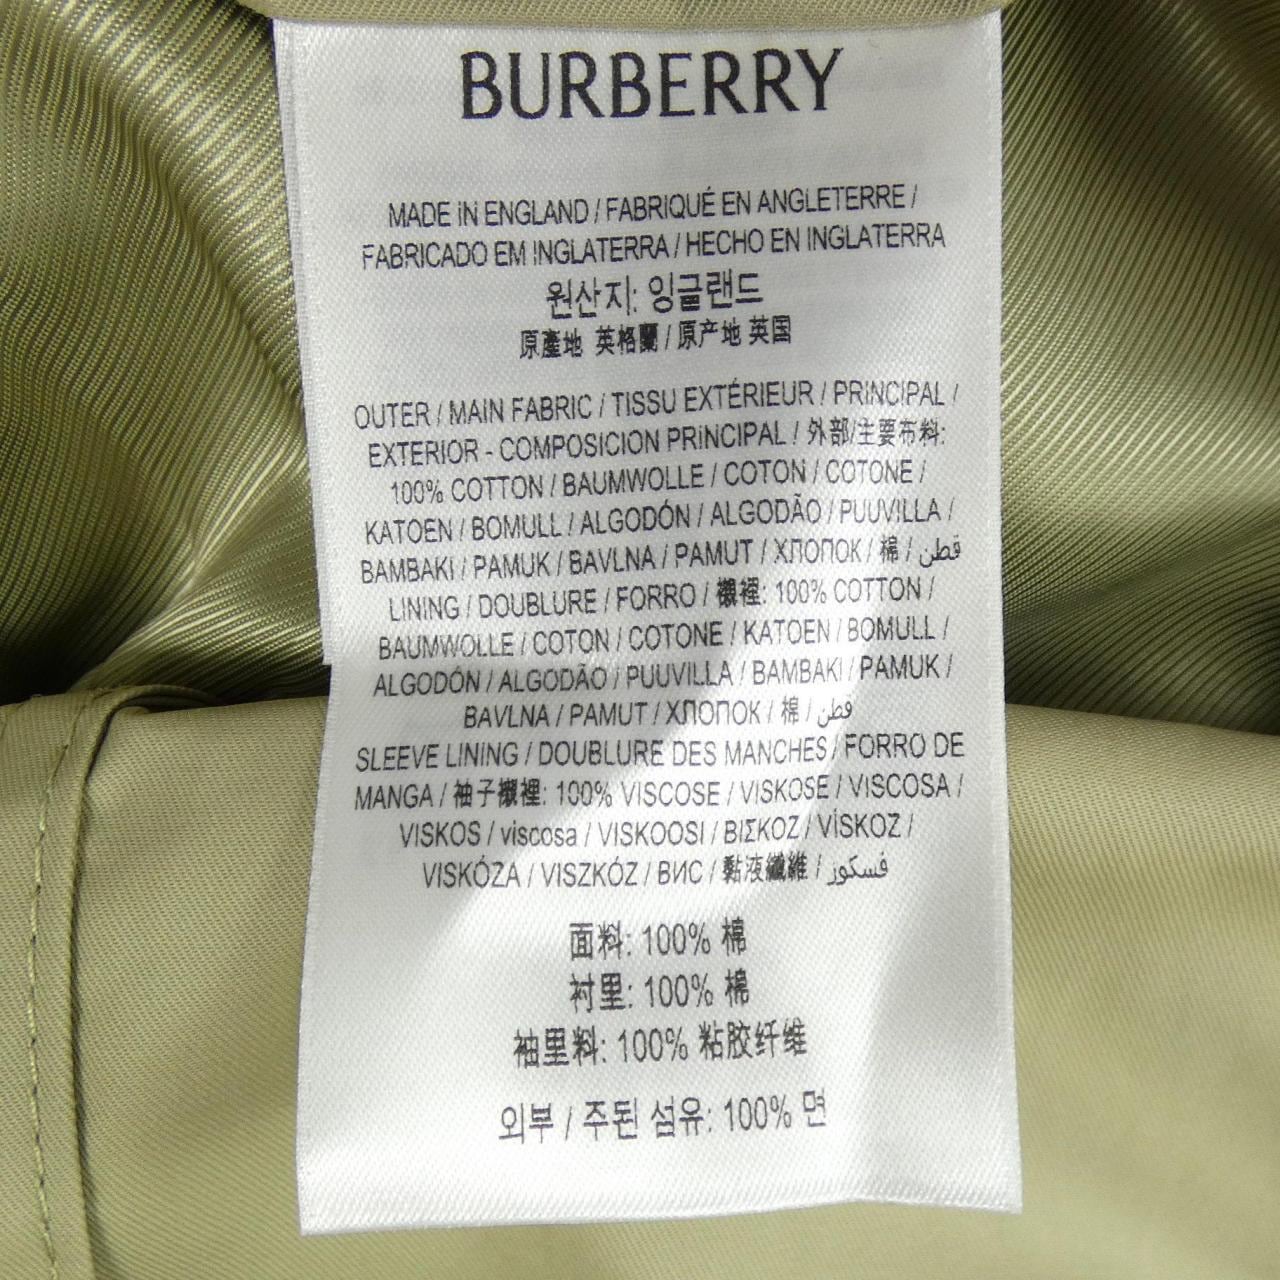 BURBERRY
MADE IN ENGLAND / FABRIQUÉ EN ANGLETERRE /
FABRICADO EM INGLATERRA / HECHO EN INGLATERRA
원산지: 잉글랜드
原產地 英格蘭 / 原产地 英国
OUTER / MAIN FABRIC / TISSU EXTÉRIEUR / PRINCIPAL /
EXTERIOR - COMPOSICION PRINCIPAL / 外部/主要布料:
100% COTTON / BAUMWOLLE / COTON / COTONE /
KATOEN / BOMULL / ALGODÓN / ALGODÃO / PUUVILLA /
BAMBAKI / PAMUK / BAVLNA / PAMUT / ХЛОПОК / 棉 / قطن
LINING / DOUBLURE / FORRO / 襯裡: 100% COTTON /
BAUMWOLLE / COTON / COTONE / KATOEN / BOMULL /
ALGODÓN / ALGODÃO / PUUVILLA / BAMBAKI / PAMUK /
BAVLNA / PAMUT / ХЛОПОК / 棉 / قطن
SLEEVE LINING / DOUBLURE DES MANCHES / FORRO DE
MANGA / 袖子襯裡: 100% VISCOSE / VISKOSE / VISCOSA /
VISKOS / viscosa / VISKOOSI / ΒΙΣΚΟΖ / VİSKOZ /
VISKÓZA / VISZKÓZ / ВИС / 黏液纖維 / فسكوز
面料: 100% 棉
衬里: 100% 棉
袖里料: 100% 粘胶纤维
외부 / 주된 섬유: 100% 면